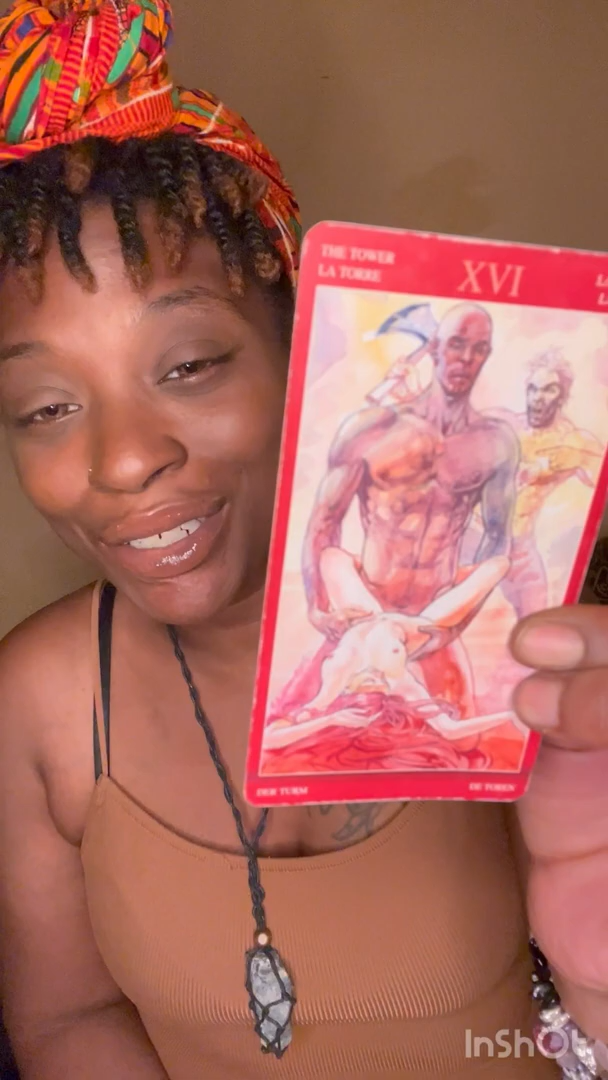 THE TOWER
LA TORRE
XVI
DER TURM
DE TOREN
InShOt